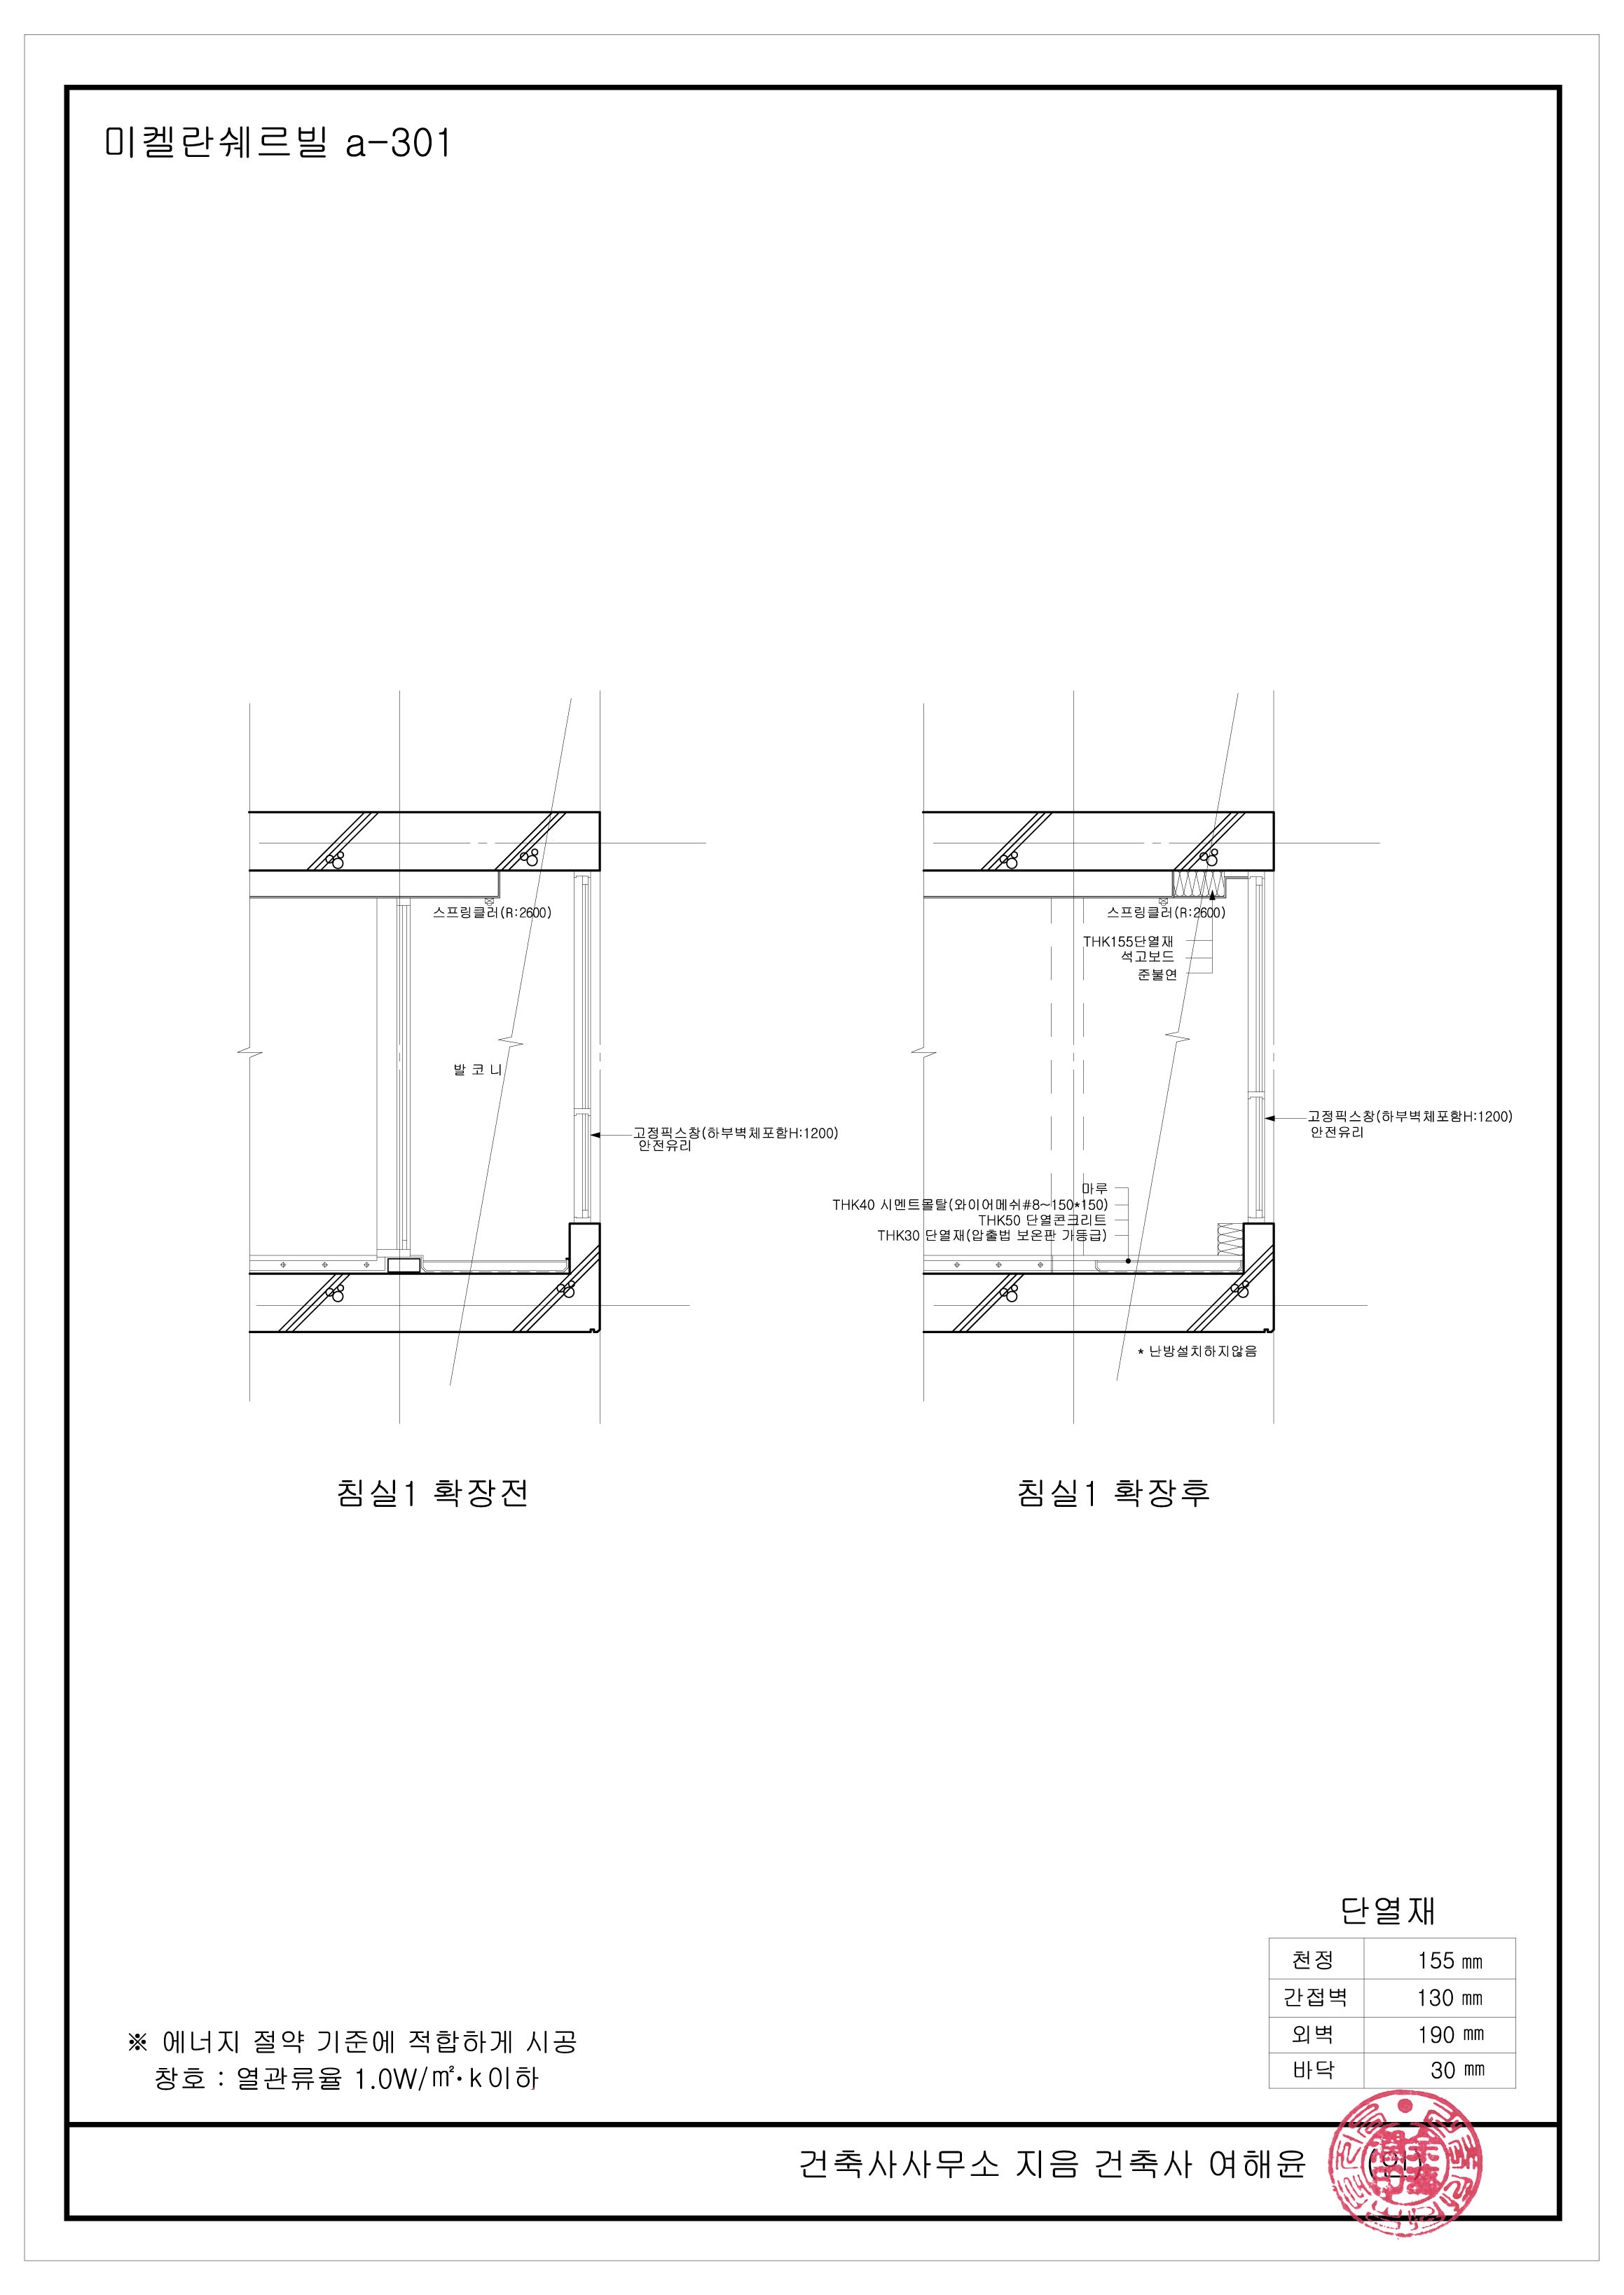 미켈란쉐르빌 a-301
스프링클러(R:2600)
발 코 니
고정픽스창(하부벽체포함H:1200)
안전유리
침실1 확장전
스프링클러(R:2600)
THK155단열재
석고보드
준불연
고정픽스창(하부벽체포함H:1200)
안전유리
마루
THK40 시멘트몰탈(와이어메쉬#8~150*150)
THK50 단열콘크리트
THK30 단열재(압출법 보온판 가등급)
* 난방설치하지않음
침실1 확장후
단열재
천정 155 ㎜
간접벽 130 ㎜
외벽 190 ㎜
바닥 30 ㎜
※ 에너지 절약 기준에 적합하게 시공
창호 : 열관류율 1.0W/㎡·k이하
건축사사무소 지음 건축사 여해윤 (인)